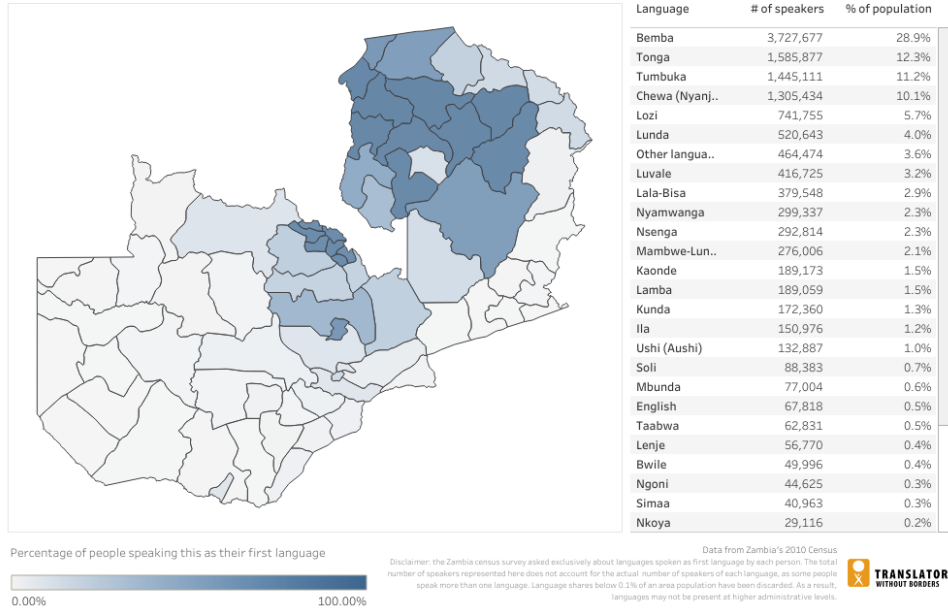 Language # of speakers % of population
Bemba 3,727,677 28.9%
Tonga 1,585,877 12.3%
Tumbuka 1,445,111 11.2%
Chewa (Nyanj.. 1,305,434 10.1%
Lozi 741,755 5.7%
Lunda 520,643 4.0%
Other langua.. 464,474 3.6%
Luvale 416,725 3.2%
Lala-Bisa 379,548 2.9%
Nyamwanga 299,337 2.3%
Nsenga 292,814 2.3%
Mambwe-Lun.. 276,006 2.1%
Kaonde 189,173 1.5%
Lamba 189,059 1.5%
Kunda 172,360 1.3%
Ila 150,976 1.2%
Ushi (Aushi) 132,887 1.0%
Soli 88,383 0.7%
Mbunda 77,004 0.6%
English 67,818 0.5%
Taabwa 62,831 0.5%
Lenje 56,770 0.4%
Bwile 49,996 0.4%
Ngoni 44,625 0.3%
Simaa 40,963 0.3%
Nkoya 29,116 0.2%
Percentage of people speaking this as their first language
0.00% 100.00%
Data from Zambia's 2010 Census
Disclaimer: the Zambia census survey asked exclusively about languages spoken as first language by each person. The total
number of speakers represented here does not account for the actual number of speakers of each language, as some people
speak more than one language. Language shares below 0.1% of an area population have been discarded. As a result,
languages may not be present at higher administrative levels.
TRANSLATORS
WITHOUT BORDERS